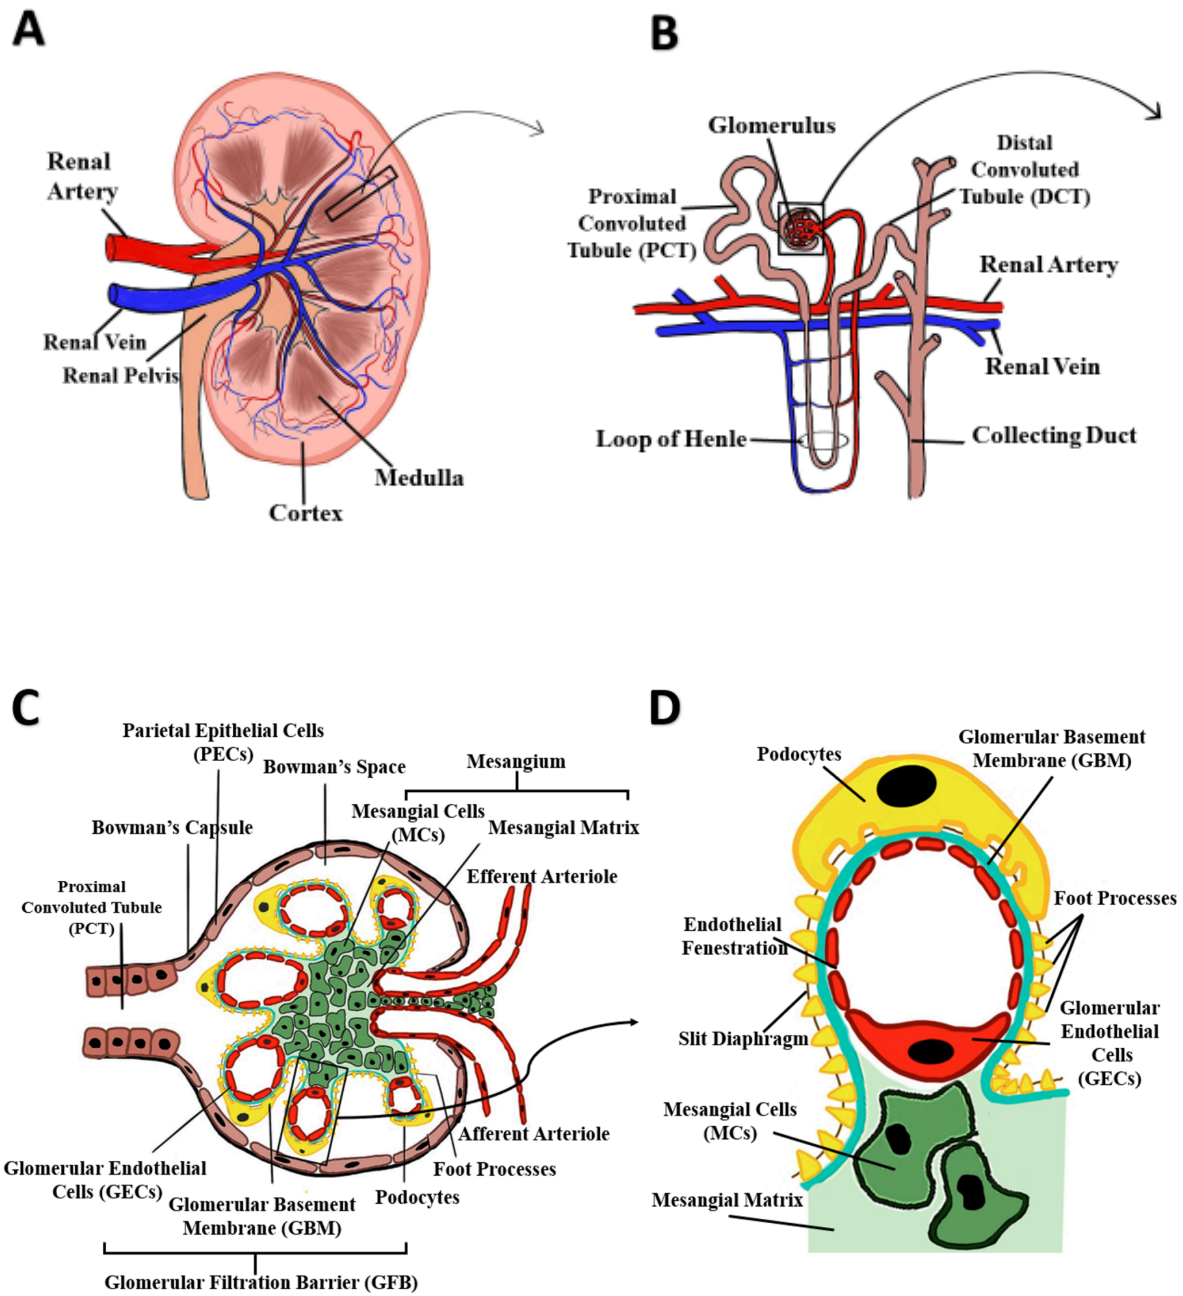 A
Renal
Artery
Renal Vein
Renal Pelvis
Medulla
Cortex
B
Glomerulus
Distal
Convoluted
Tubule (DCT)
Proximal
Convoluted
Tubule (PCT)
Renal Artery
Renal Vein
Loop of Henle
Collecting Duct
C
Parietal Epithelial Cells
(PECs)
Bowman's Space
Mesangium
Bowman's Capsule
Mesangial Cells
(MCs)
Mesangial Matrix
Proximal
Convoluted Tubule
(PCT)
Efferent Arteriole
Afferent Arteriole
Foot Processes
Podocytes
Glomerular Endothelial
Cells (GECs)
Glomerular Basement
Membrane (GBM)
Glomerular Filtration Barrier (GFB)
D
Podocytes
Glomerular Basement
Membrane (GBM)
Foot Processes
Endothelial
Fenestration
Slit Diaphragm
Glomerular
Endothelial
Cells
(GECs)
Mesangial Cells
(MCs)
Mesangial Matrix